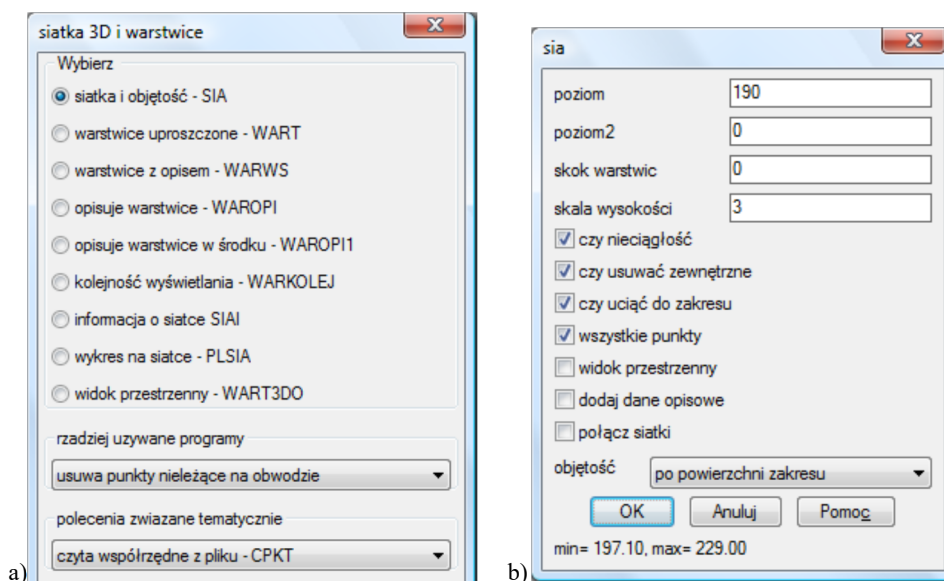 siatka 3D i warstwice
Wybierz
siatka i objętość - SIA
warstwice uproszczone - WART
warstwice z opisem - WARWS
opisuje warstwice - WAROPI
opisuje warstwice w środku - WAROPI1
kolejność wyświetlania - WARKOLEJ
informacja o siatce SIAI
wykres na siatce - PLSIA
widok przestrzenny - WART3DO
rzadziej uzywane programy
usuwa punkty nieleżące na obwodzie
polecenia zwiazane tematycznie
czyta współrzędne z pliku - CPKT
a)
sia
poziom 190
poziom2 0
skok warstwic 0
skala wysokości 3
czy nieciągłość
czy usuwać zewnętrzne
czy uciąć do zakresu
wszystkie punkty
widok przestrzenny
dodaj dane opisowe
połącz siatki
objętość po powierzchni zakresu
OK Anuluj Pomoc
min= 197.10, max= 229.00
b)